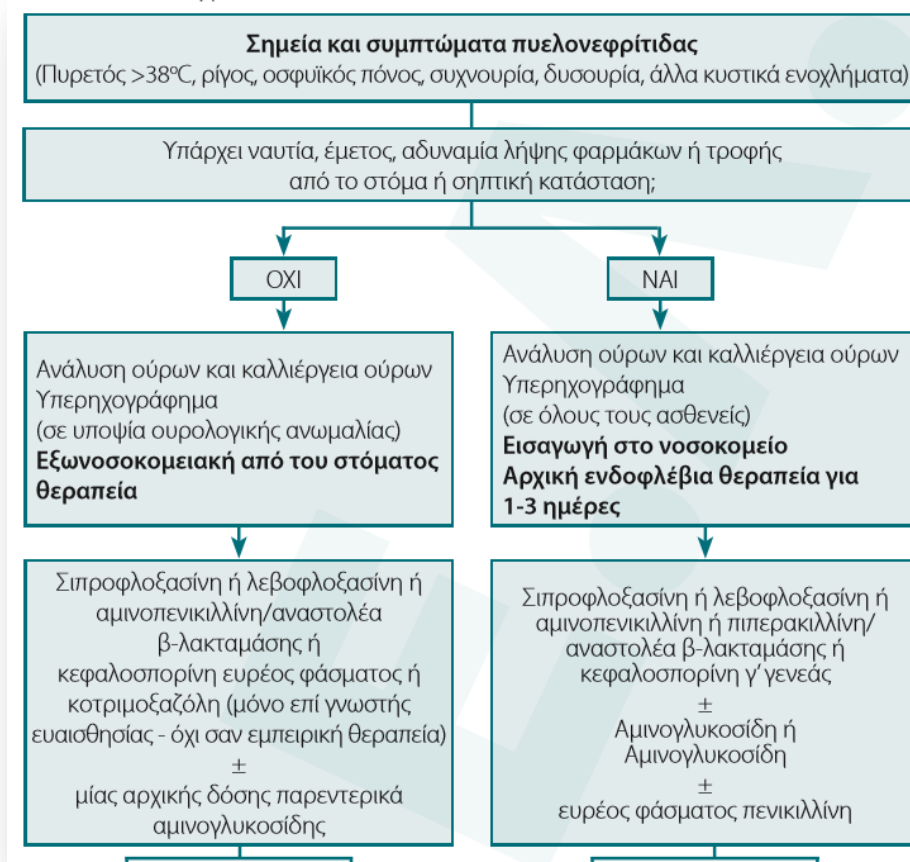 Σημεία και συμπτώματα πυελονεφρίτιδας
(Πυρετός >38ºC, ρίγος, οσφυϊκός πόνος, συχνουρία, δυσουρία, άλλα κυστικά ενοχλήματα)
Υπάρχει ναυτία, έμετος, αδυναμία λήψης φαρμάκων ή τροφής
από το στόμα ή σηπτική κατάσταση;
ΟΧΙ
ΝΑΙ
Ανάλυση ούρων και καλλιέργεια ούρων
Υπερηχογράφημα
(σε υποψία ουρολογικής ανωμαλίας)
Εξωνοσοκομειακή από του στόματος
θεραπεία
Ανάλυση ούρων και καλλιέργεια ούρων
Υπερηχογράφημα
(σε όλους τους ασθενείς)
Εισαγωγή στο νοσοκομείο
Αρχική ενδοφλέβια θεραπεία για
1-3 ημέρες
Σιπροφλοξασίνη ή λεβοφλοξασίνη ή
αμινοπενικιλλίνη/αναστολέα
β-λακταμάσης ή
κεφαλοσπορίνη ευρέος φάσματος ή
κοτριμοξαζόλη (μόνο επί γνωστής
ευαισθησίας - όχι σαν εμπειρική θεραπεία)
±
μίας αρχικής δόσης παρεντερικά
αμινογλυκοσίδης
Σιπροφλοξασίνη ή λεβοφλοξασίνη ή
αμινοπενικιλλίνη ή πιπερακιλλίνη/
αναστολέα β-λακταμάσης ή
κεφαλοσπορίνη γ' γενεάς
±
Αμινογλυκοσίδη ή
Αμινογλυκοσίδη
±
ευρέος φάσματος πενικιλλίνη